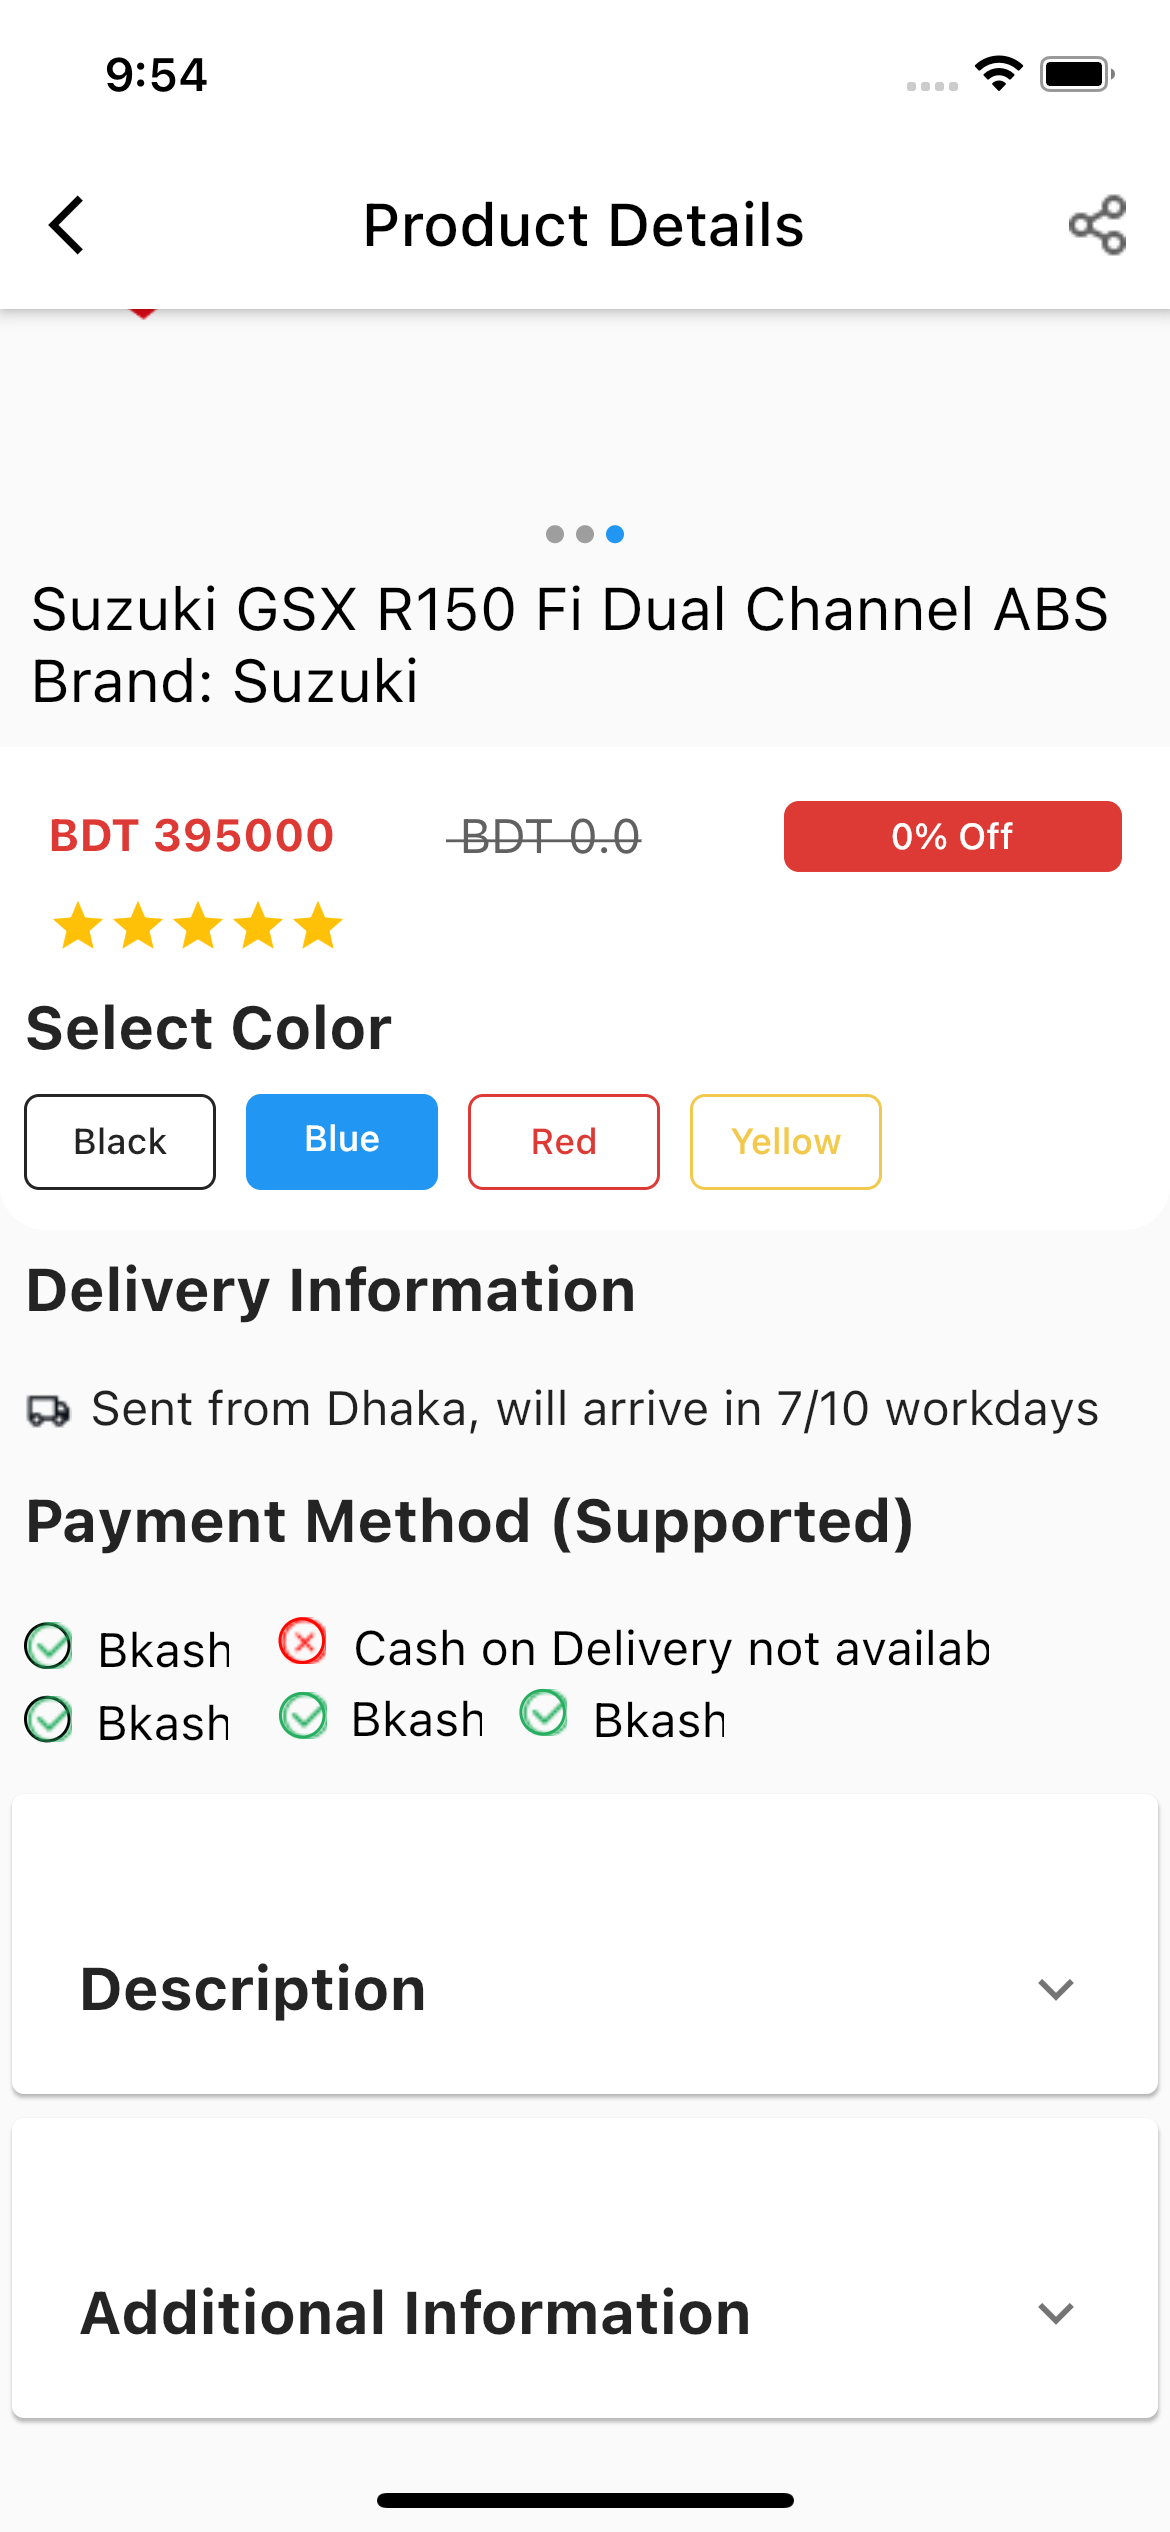 9:54
Product Details
Suzuki GSX R150 Fi Dual Channel ABS
Brand: Suzuki
BDT 395000 BDT 0.0 0% Off
Select Color
Black Blue Red Yellow
Delivery Information
Sent from Dhaka, will arrive in 7/10 workdays
Payment Method (Supported)
Bkash Cash on Delivery not availab
Bkash Bkash Bkash
Description
Additional Information